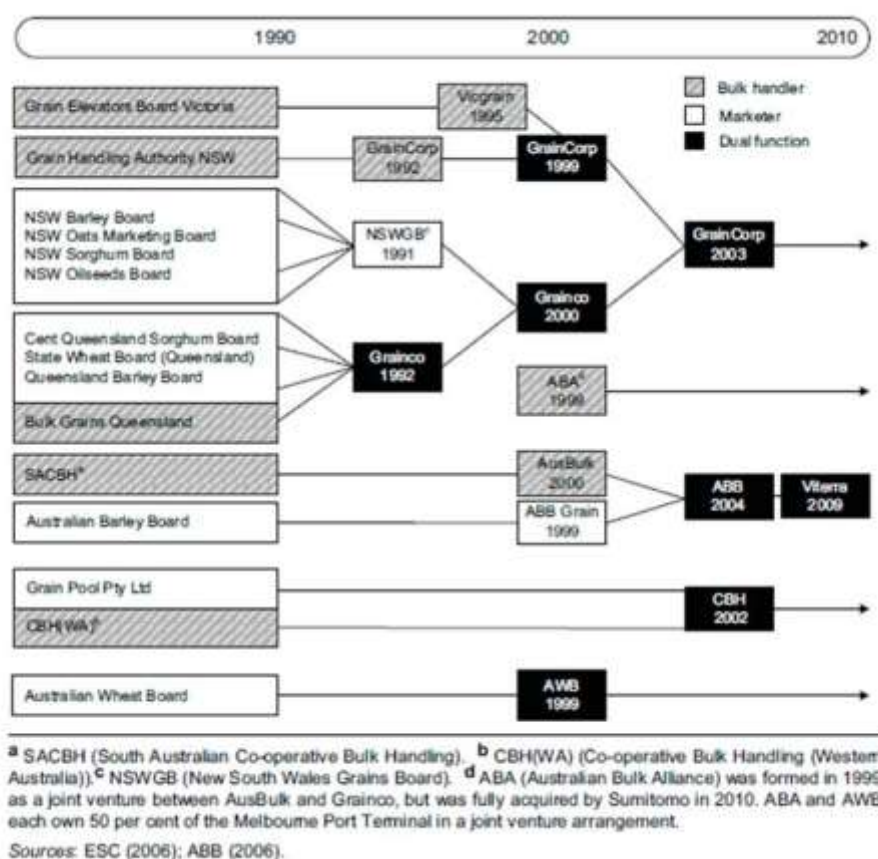 1990 2000 2010
Bulk handler
Marketer
Dual function
Grain Elevators Board Victoria
Vicgrain
1995
Grain Handling Authority NSW
GrainCorp
1992
GrainCorp
1999
NSW Barley Board
NSW Oats Marketing Board
NSW Sorghum Board
NSW Oilseeds Board
NSWGBc
1991
GrainCorp
2003
Grainco
2000
Cent Queensland Sorghum Board
State Wheat Board (Queensland)
Queensland Barley Board
Bulk Grains Queensland
Grainco
1992
ABAd
SACBHa
AusBulk
2000
Australian Barley Board
ABB Grain
1999
ABB
2004
Viterra
2009
Grain Pool Pty Ltd
CBH(WA)b
CBH
2002
Australian Wheat Board
AWB
1999
a SACBH (South Australian Co-operative Bulk Handling). b CBH(WA) (Co-operative Bulk Handling (Western
Australia)).c NSWGB (New South Wales Grains Board). d ABA (Australian Bulk Alliance) was formed in 1999
as a joint venture between AusBulk and Grainco, but was fully acquired by Sumitomo in 2010. ABA and AWB
each own 50 per cent of the Melbourne Port Terminal in a joint venture arrangement.
Sources: ESC (2006); ABB (2006).